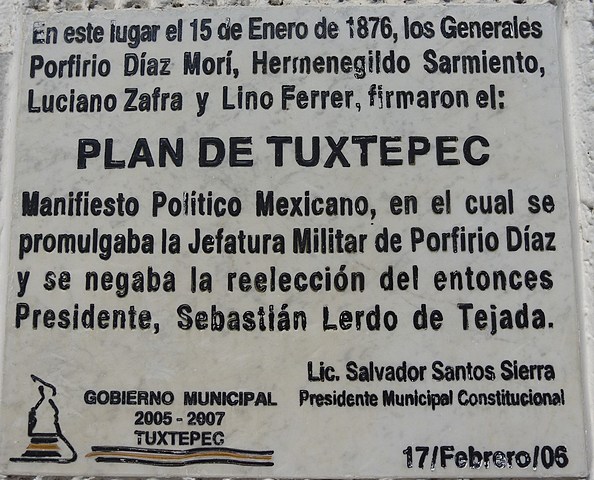 En este lugar el 15 de Enero de 1876, los Generales
Porfirio Díaz Morí, Hermenegildo Sarmiento,
Luciano Zafra y Lino Ferrer, firmaron el:
PLAN DE TUXTEPEC
Manifiesto Político Mexicano, en el cual se
promulgaba la Jefatura Militar de Porfirio Díaz
y se negaba la reelección del entonces
Presidente, Sebastián Lerdo de Tejada.
Lic. Salvador Santos Sierra
Presidente Municipal Constitucional
GOBIERNO MUNICIPAL
2005 - 2007
TUXTEPEC
17/Febrero/06